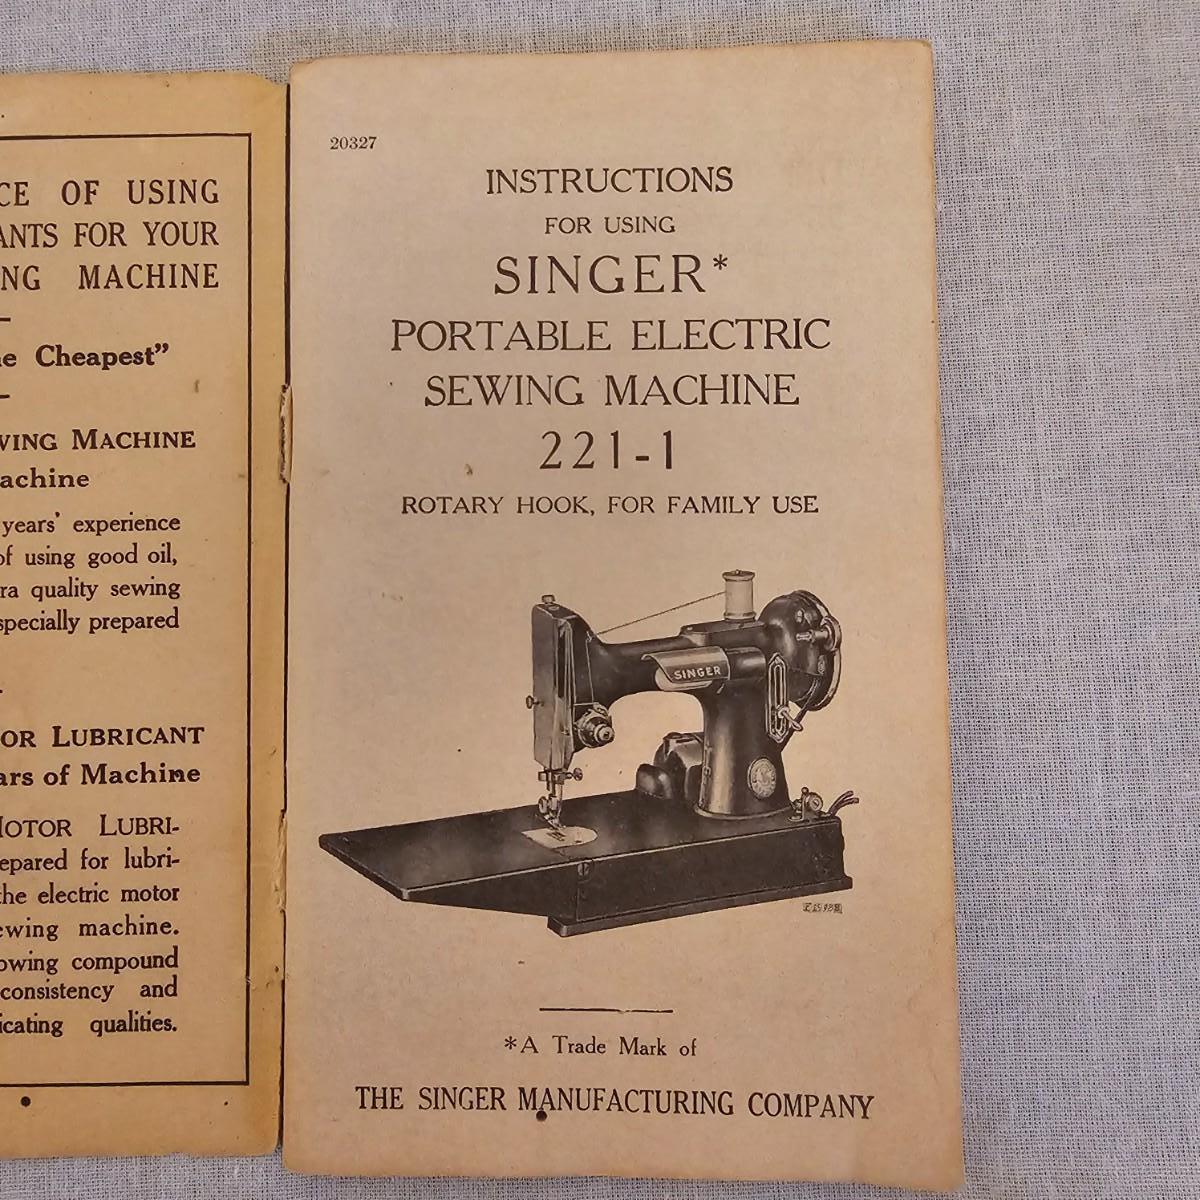 CE OF USING
ANTS FOR YOUR
NG MACHINE
e Cheapest”
VING MACHINE
achine
years’ experience
of using good oil,
ra quality sewing
specially prepared
OR LUBRICANT
ars of Machine
MOTOR LUBRI-
epared for lubri-
the electric motor
ewing machine.
owing compound
consistency and
icating qualities.
20327
INSTRUCTIONS
FOR USING
SINGER*
PORTABLE ELECTRIC
SEWING MACHINE
221-1
ROTARY HOOK, FOR FAMILY USE
SINGER
*A Trade Mark of
THE SINGER MANUFACTURING COMPANY